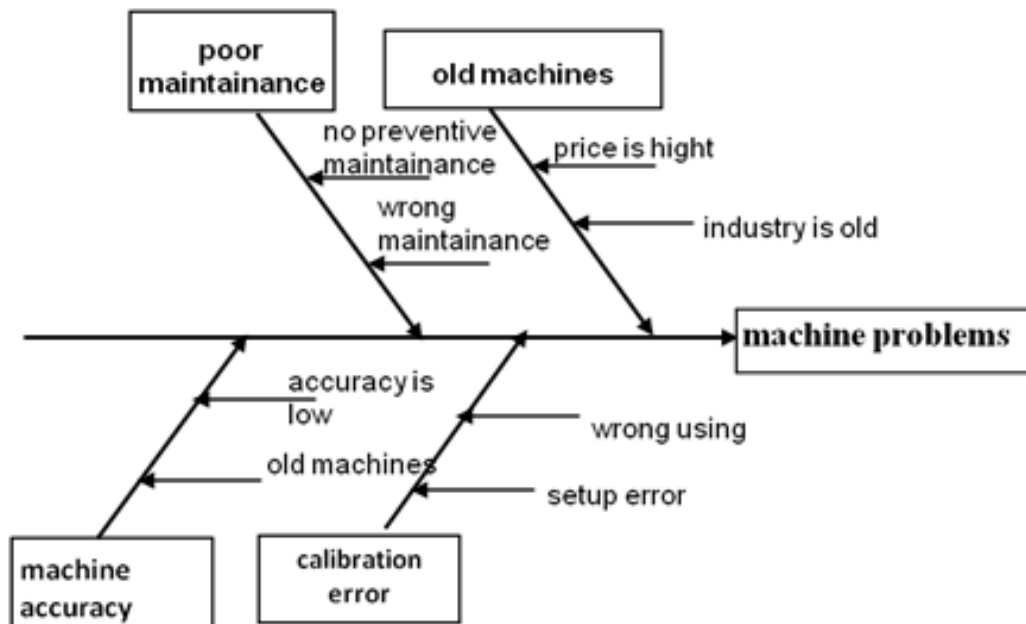 poor
maintainance
old machines
no preventive
maintainance
price is hight
wrong
maintainance
industry is old
machine problems
accuracy is
low
wrong using
old machines
setup error
machine
accuracy
calibration
error